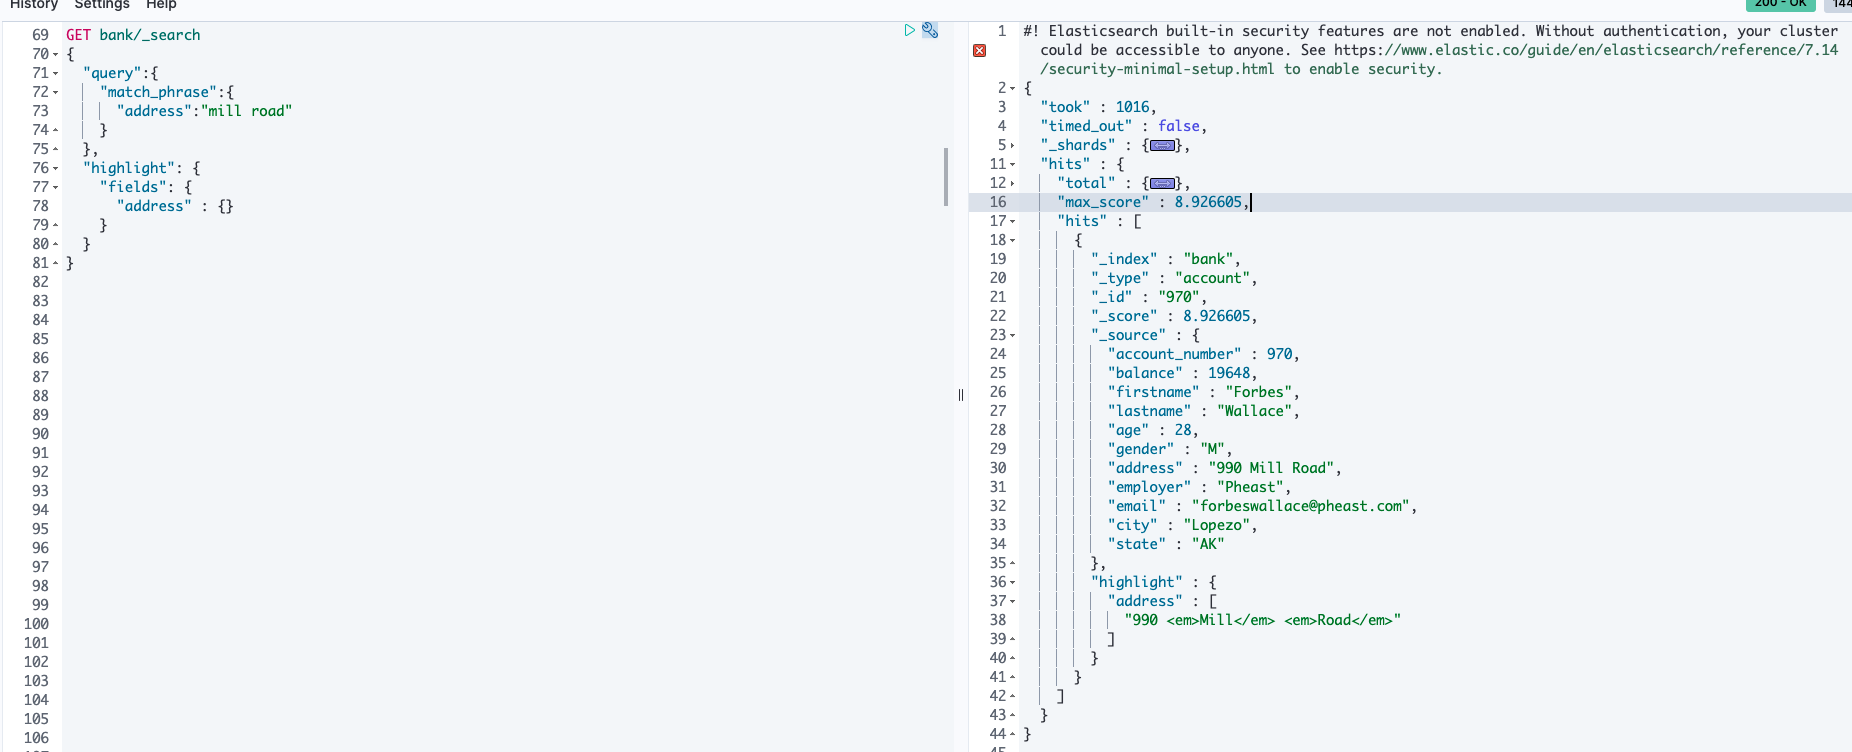 History Settings Help
200 - OK
144
69 GET bank/_search
70 {
71 "query":{
72 "match_phrase":{
73 "address":"mill road"
74 }
75 },
76 "highlight": {
77 "fields": {
78 "address" : {}
79 }
80 }
81 }
82
83
84
85
86
87
88
89
90
91
92
93
94
95
96
97
98
99
100
101
102
103
104
105
106
1 #! Elasticsearch built-in security features are not enabled. Without authentication, your cluster
could be accessible to anyone. See https://www.elastic.co/guide/en/elasticsearch/reference/7.14
/security-minimal-setup.html to enable security.
2 {
3 "took" : 1016,
4 "timed_out" : false,
5 "_shards" : {},
11 "hits" : {
12 "total" : {},
16 "max_score" : 8.926605,
17 "hits" : [
18 {
19 "_index" : "bank",
20 "_type" : "account",
21 "_id" : "970",
22 "_score" : 8.926605,
23 "_source" : {
24 "account_number" : 970,
25 "balance" : 19648,
26 "firstname" : "Forbes",
27 "lastname" : "Wallace",
28 "age" : 28,
29 "gender" : "M",
30 "address" : "990 Mill Road",
31 "employer" : "Pheast",
32 "email" : "forbeswallace@pheast.com",
33 "city" : "Lopezo",
34 "state" : "AK"
35 },
36 "highlight" : {
37 "address" : [
38 "990 <em>Mill</em> <em>Road</em>"
39 ]
40 }
41 }
42 ]
43 }
44 }